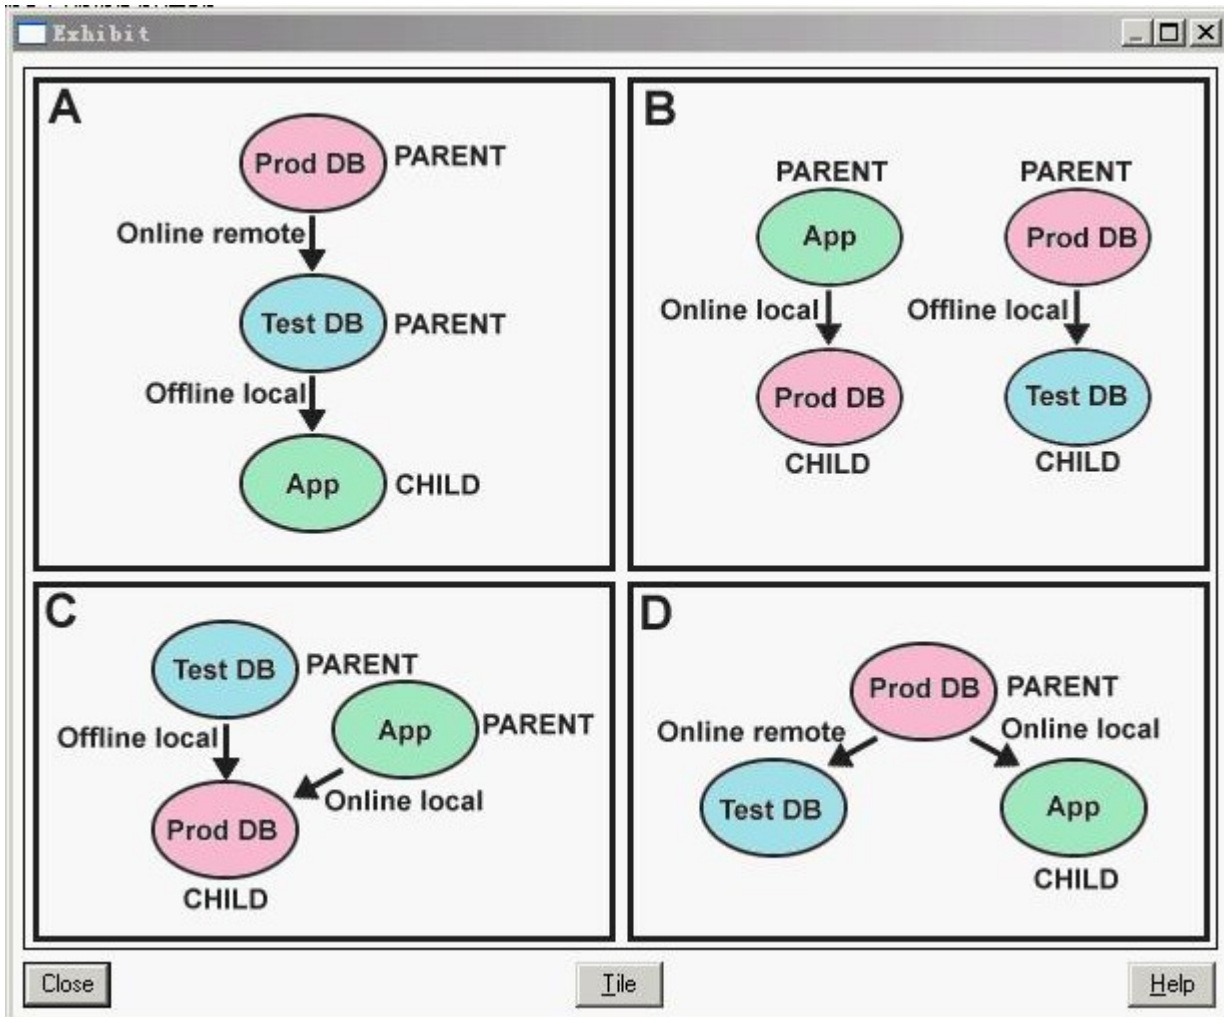 Exhibit
A
Prod DB PARENT
Online remote
Test DB PARENT
Offline local
App CHILD
B
PARENT PARENT
App Prod DB
Online local Offline local
Prod DB Test DB
CHILD CHILD
C
Test DB PARENT
App PARENT
Offline local
Online local
Prod DB
CHILD
D
Prod DB PARENT
Online remote Online local
Test DB App
CHILD
Close Tile Help